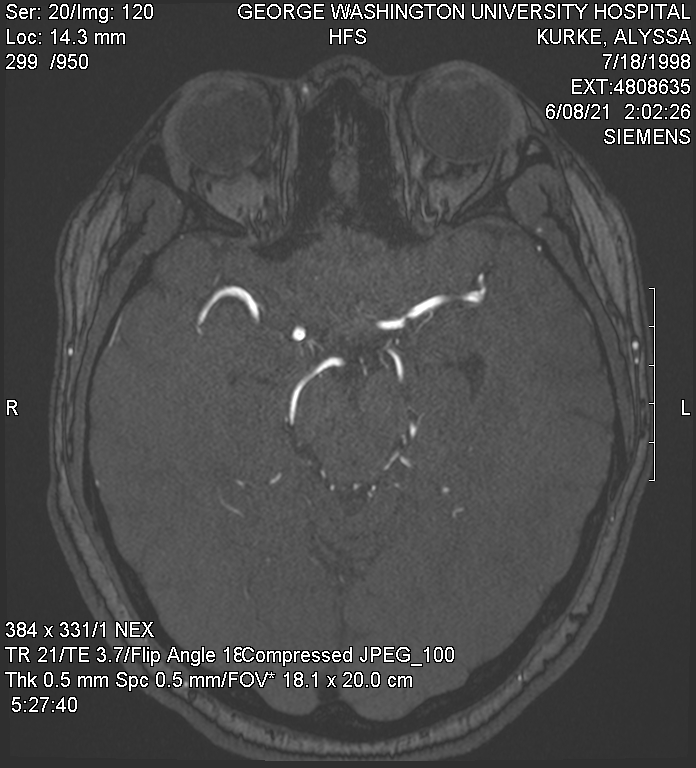 Ser: 20/Img: 120
Loc: 14.3 mm
299 /950
HFS
GEORGE WASHINGTON UNIVERSITY HOSPITAL
KURKE, ALYSSA
7/18/1998
EXT:4808635
6/08/21 2:02:26
SIEMENS
R
L
384 x 331/1 NEX
TR 21/TE 3.7/Flip Angle 18Compressed JPEG_100
Thk 0.5 mm Spc 0.5 mm/FOV* 18.1 x 20.0 cm
5:27:40